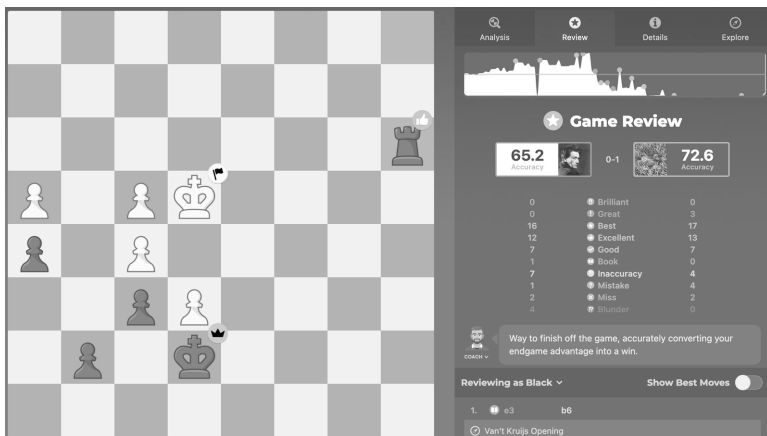 Analysis Review Details Explore
Game Review
65.2 Accuracy 0-1 72.6 Accuracy
0 Brilliant 0
0 Great 3
16 Best 17
12 Excellent 13
7 Good 7
1 Book 0
7 Inaccuracy 4
1 Mistake 4
2 Miss 2
4 Blunder 0
COACH
Way to finish off the game, accurately converting your
endgame advantage into a win.
Reviewing as Black Show Best Moves
1. e3 b6
Van't Kruijs Opening